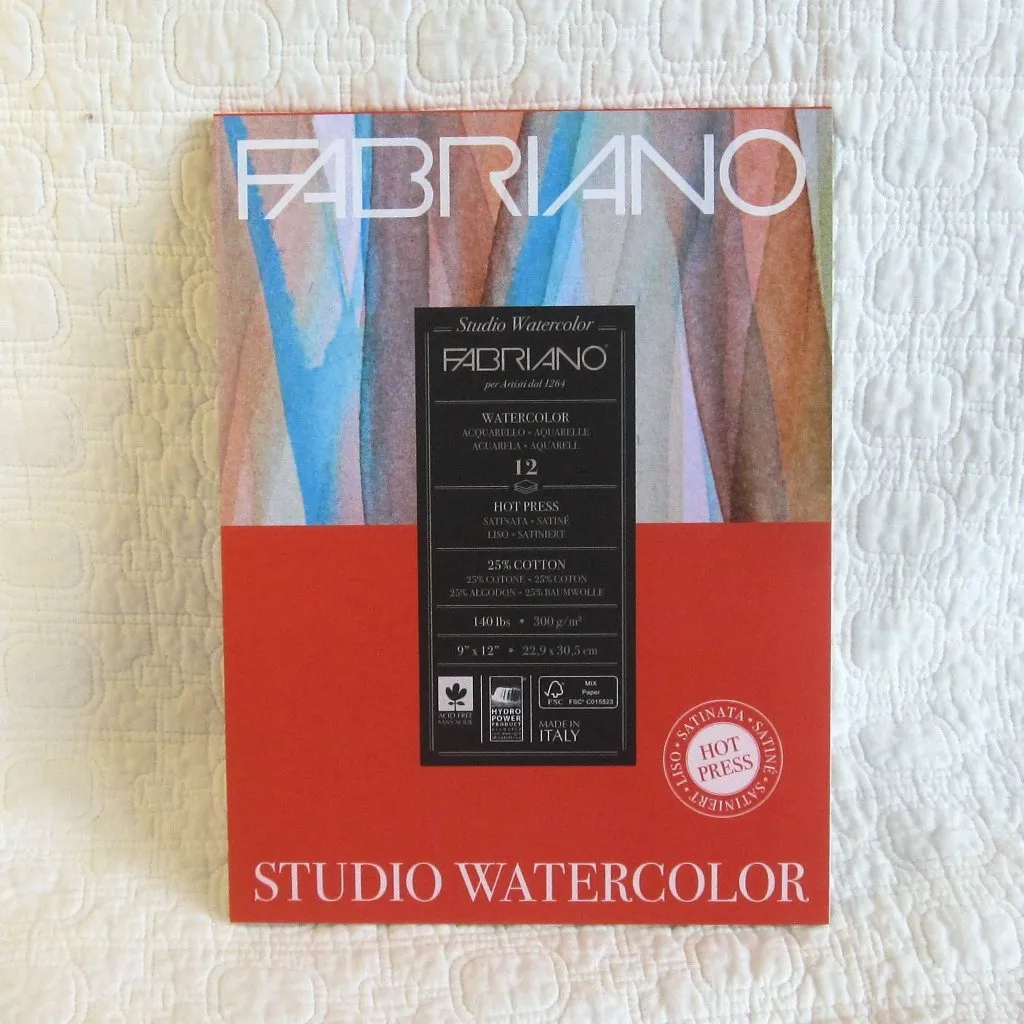 FABRIANO
Studio Watercolor
FABRIANO®
per Artisti dal 1264
WATERCOLOR
ACQUARELLO • AQUARELLE
ACUARELA • AQUARELL
12
HOT PRESS
SATINATA • SATINÉ
LISO • SATINIERT
25% COTTON
25% COTONE • 25% COTON
25% ALGODÓN • 25% BAUMWOLLE
140 lbs * 300 g/m²
9” x 12” * 22,9 x 30,5 cm
ACID FREE
SANS ACIDE
HYDRO
POWER
PRODUCT
FSC
MIX
Paper
FSC® C015523
MADE IN
ITALY
SATINATA • SATINÉ • SATINIERT • LISO •
HOT
PRESS
STUDIO WATERCOLOR